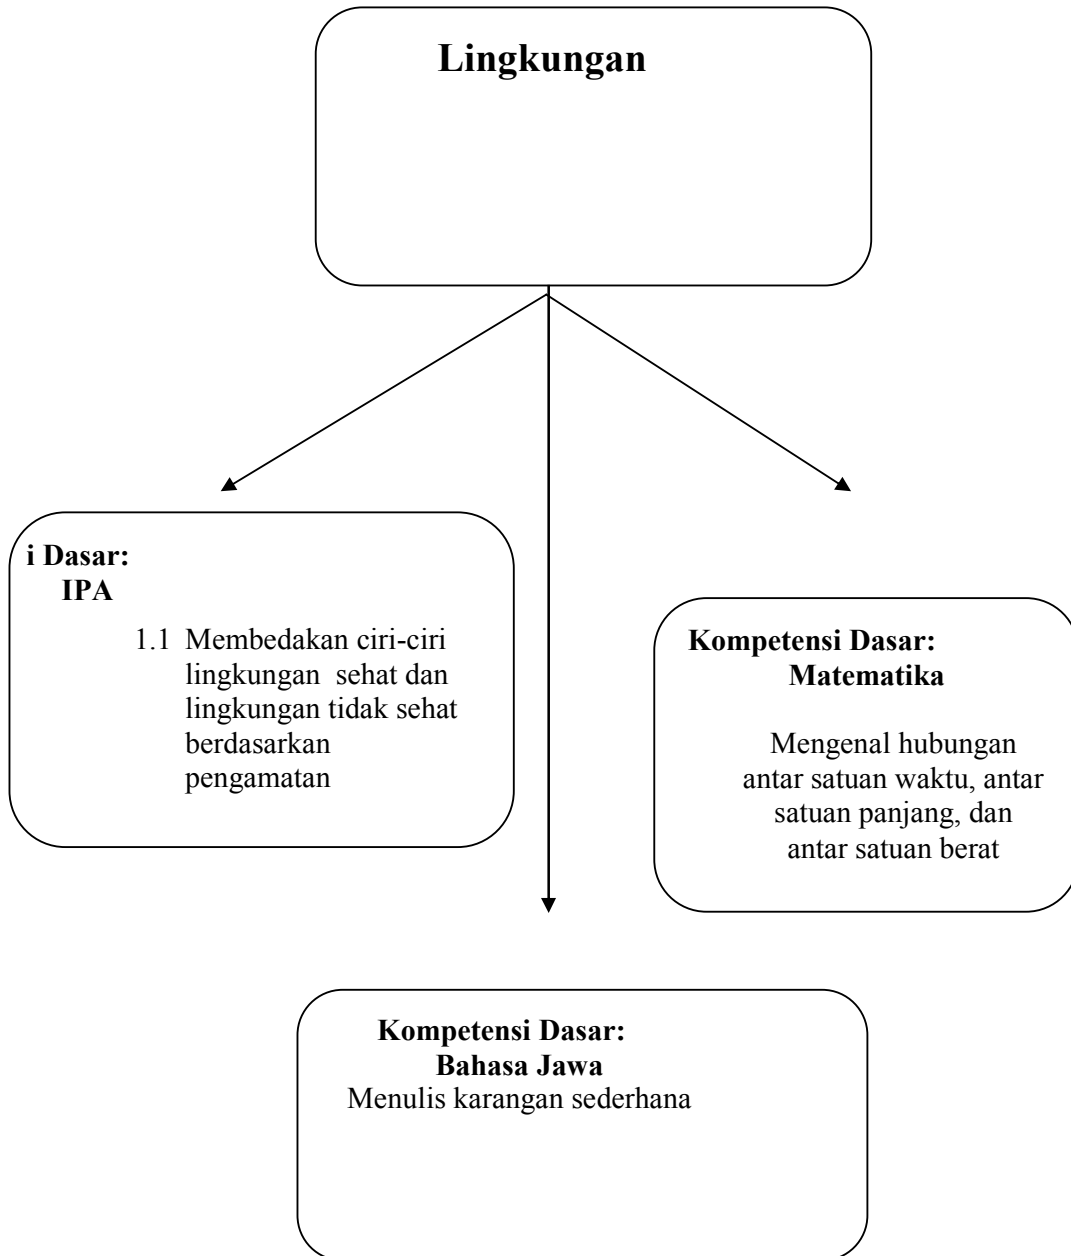 Lingkungan
i Dasar:
IPA
1.1 Membedakan ciri-ciri
lingkungan sehat dan
lingkungan tidak sehat
berdasarkan
pengamatan
Kompetensi Dasar:
Matematika
Mengenal hubungan
antar satuan waktu, antar
satuan panjang, dan
antar satuan berat
Kompetensi Dasar:
Bahasa Jawa
Menulis karangan sederhana